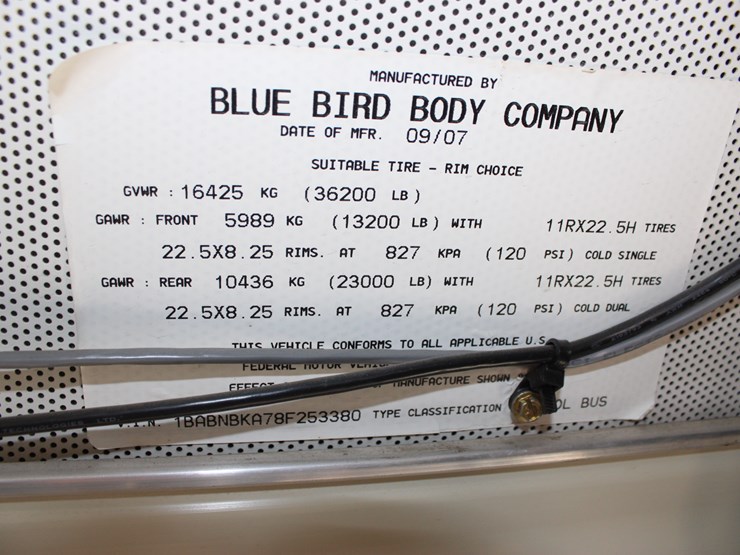 MANUFACTURED BY
BLUE BIRD BODY COMPANY
DATE OF MFR. 09/07
SUITABLE TIRE - RIM CHOICE
GVWR : 16425 KG (36200 LB)
GAWR : FRONT 5989 KG (13200 LB) WITH 11RX22.5H TIRES
22.5X8.25 RIMS. AT 827 KPA (120 PSI) COLD SINGLE
GAWR : REAR 10436 KG (23000 LB) WITH 11RX22.5H TIRES
22.5X8.25 RIMS. AT 827 KPA (120 PSI) COLD DUAL
THIS VEHICLE CONFORMS TO ALL APPLICABLE U.S.
FEDERAL MOTOR
MANUFACTURE SHOWN
V.I.N. 1BABNBKA78F253380 TYPE CLASSIFICATION BUS